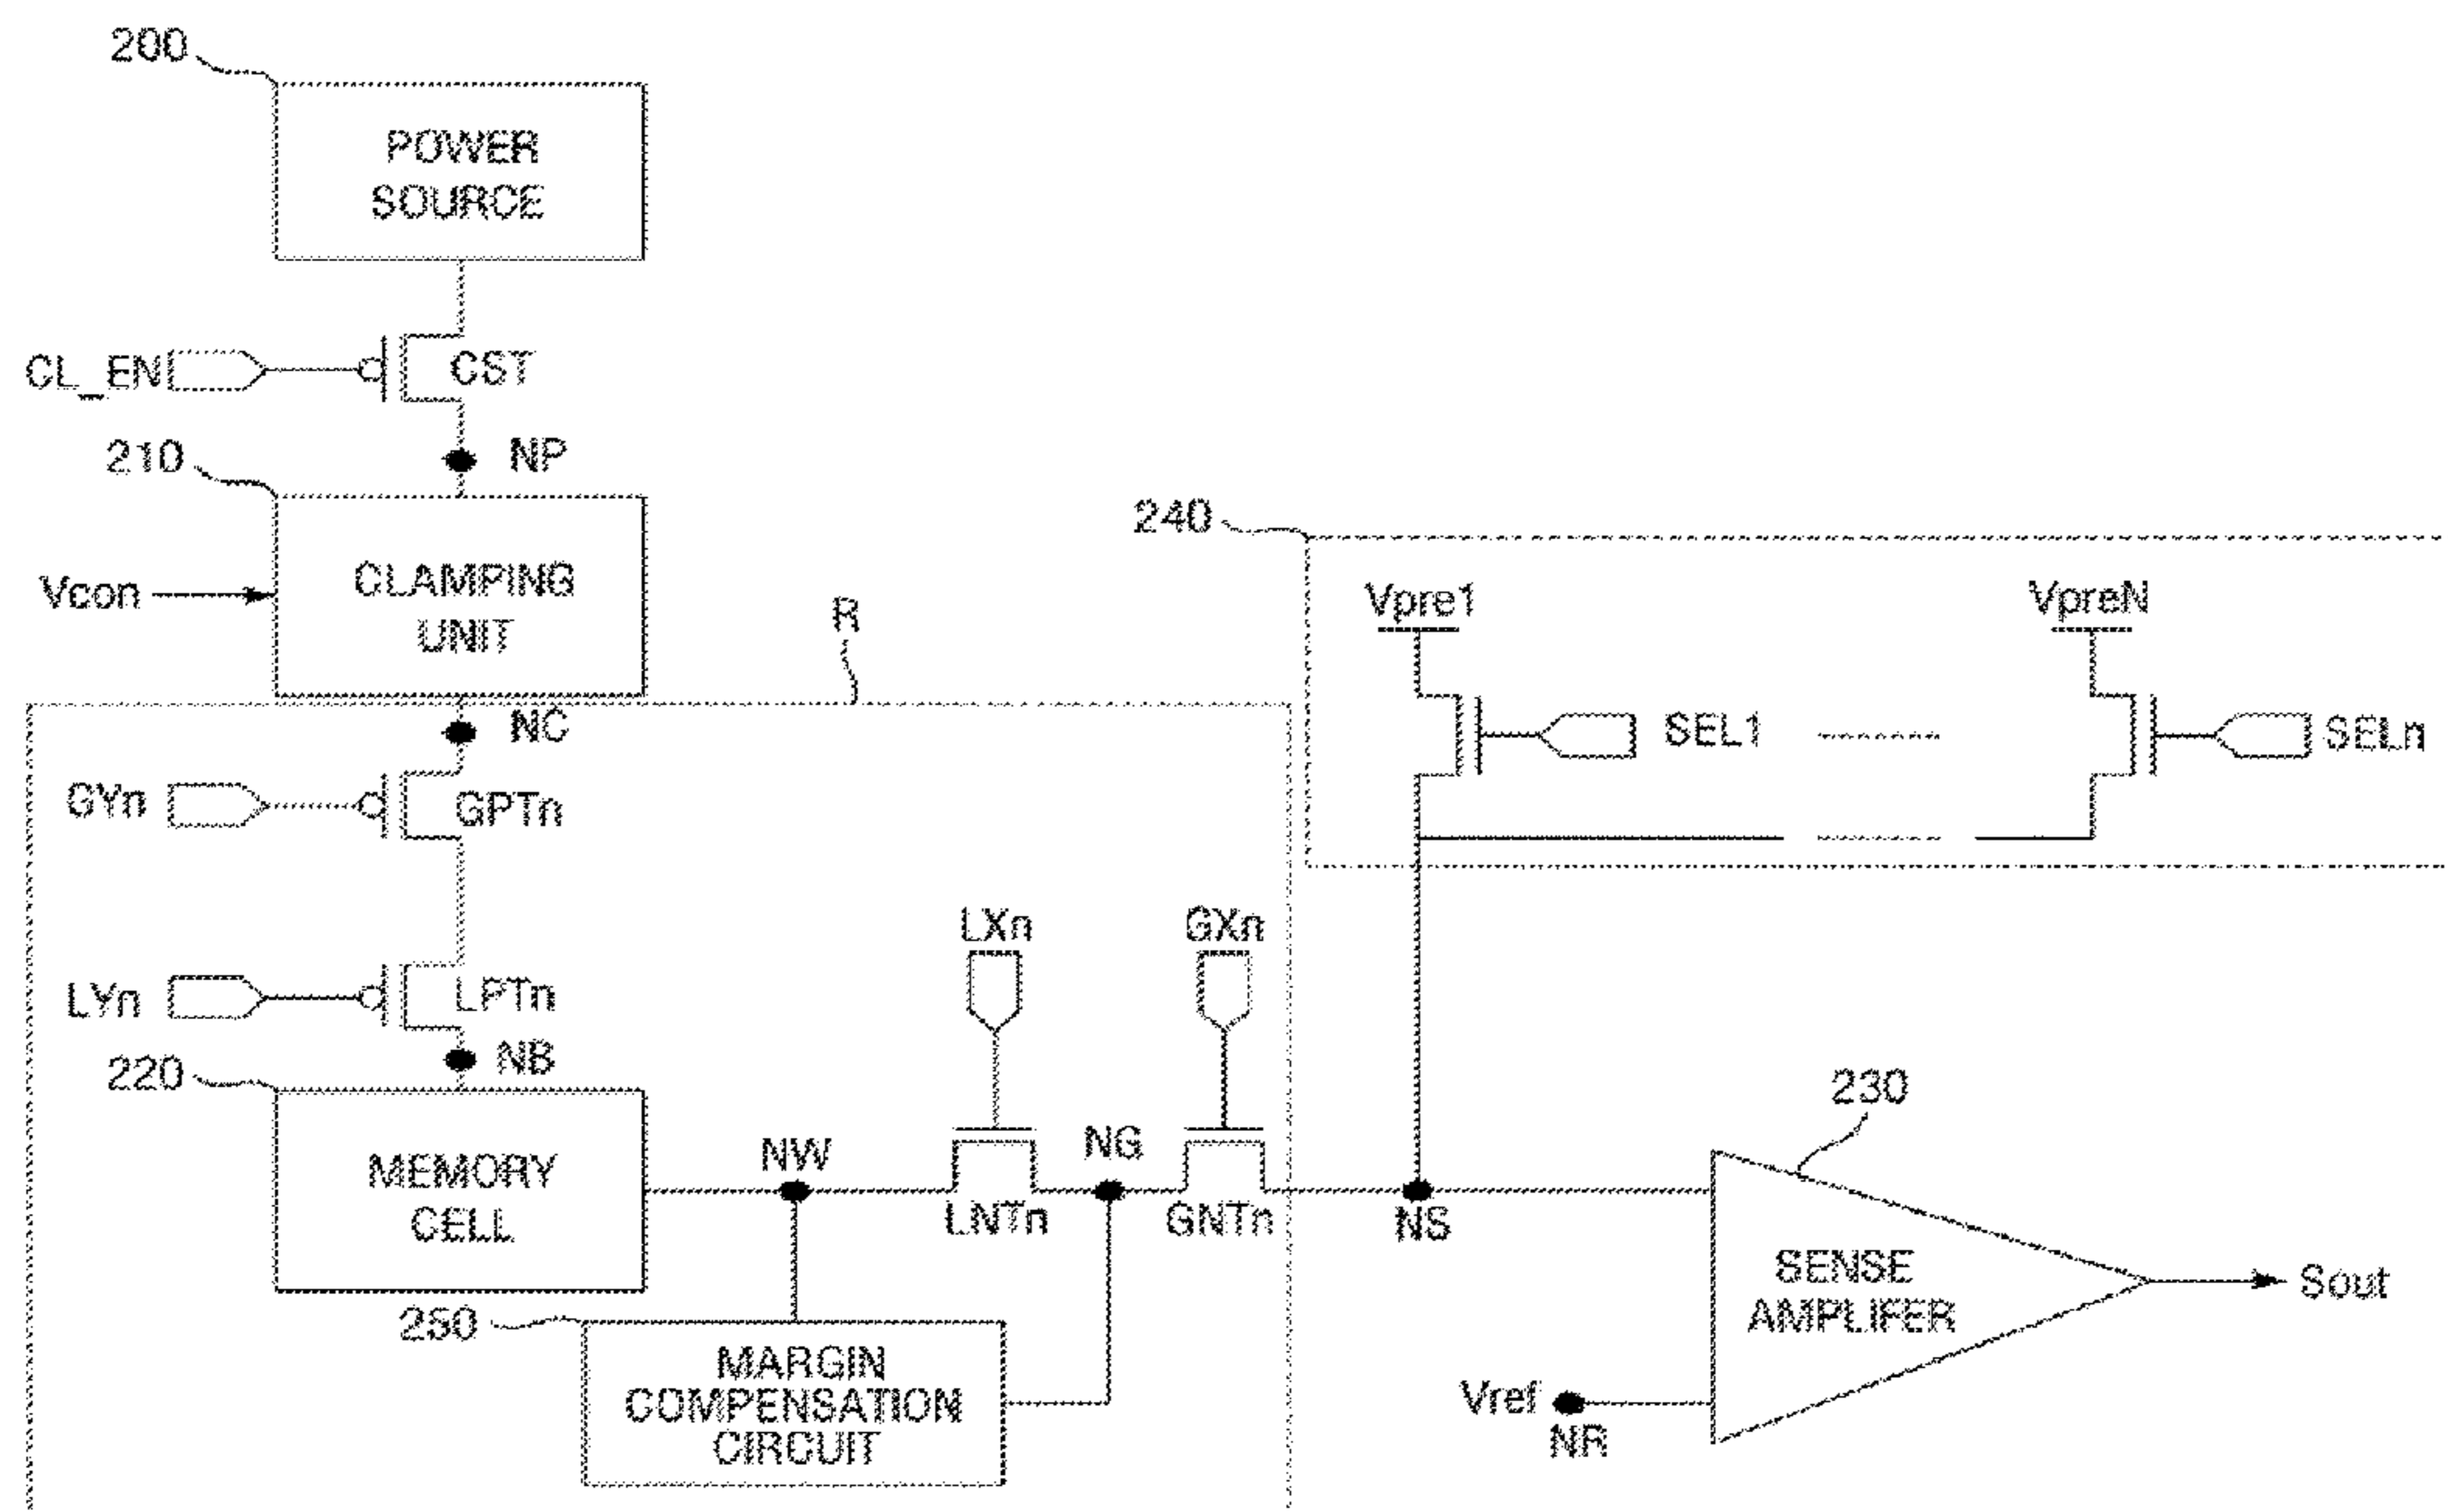 200
POWER
SOURCE
CL_EN
CST
210
NP
Vcon
CLAMPING
UNIT
R
240
Vpre1
VpreN
SEL1
SELn
NC
GYn
GPTn
LXn
GXn
LYn
LPTn
220
NB
MEMORY
CELL
NW
LNTn
NG
GNTn
NS
230
SENSE
AMPLIFER
Sout
250
MARGIN
COMPENSATION
CIRCUIT
Vref
NR